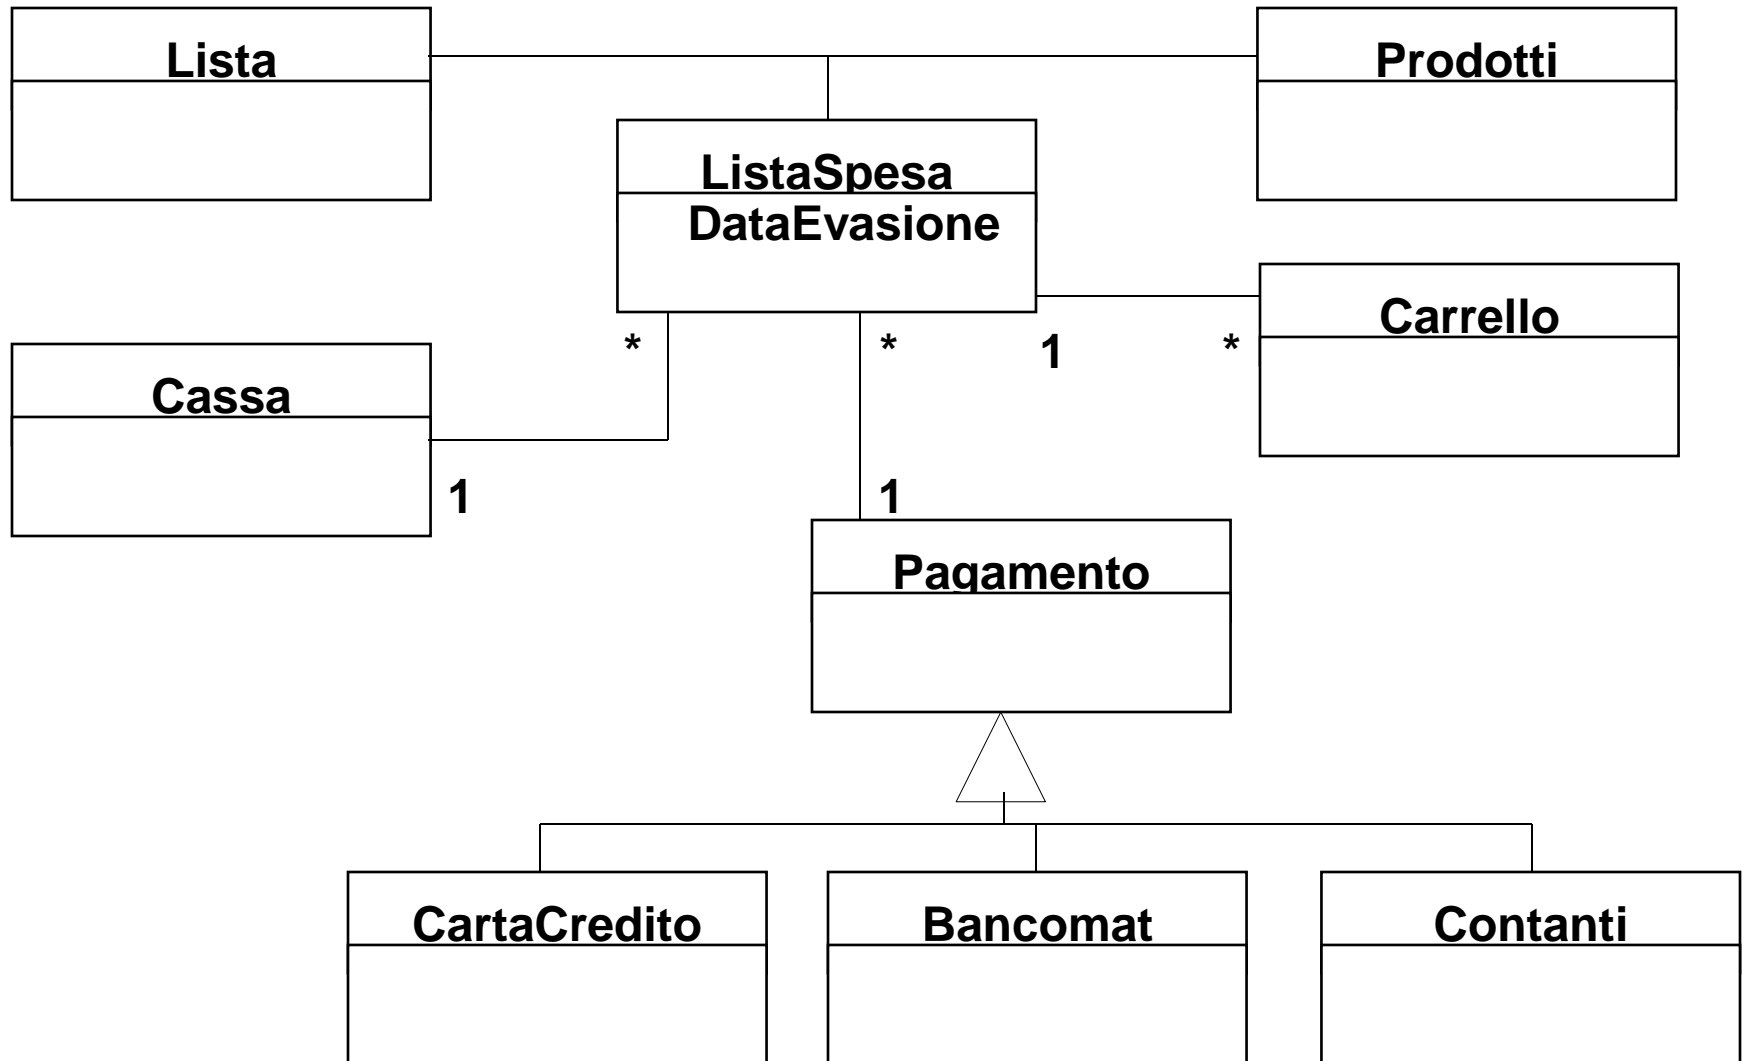 Lista
Prodotti
ListaSpesa
DataEvasione
Carrello
* * 1 *
Cassa
1 1
Pagamento
CartaCredito Bancomat Contanti